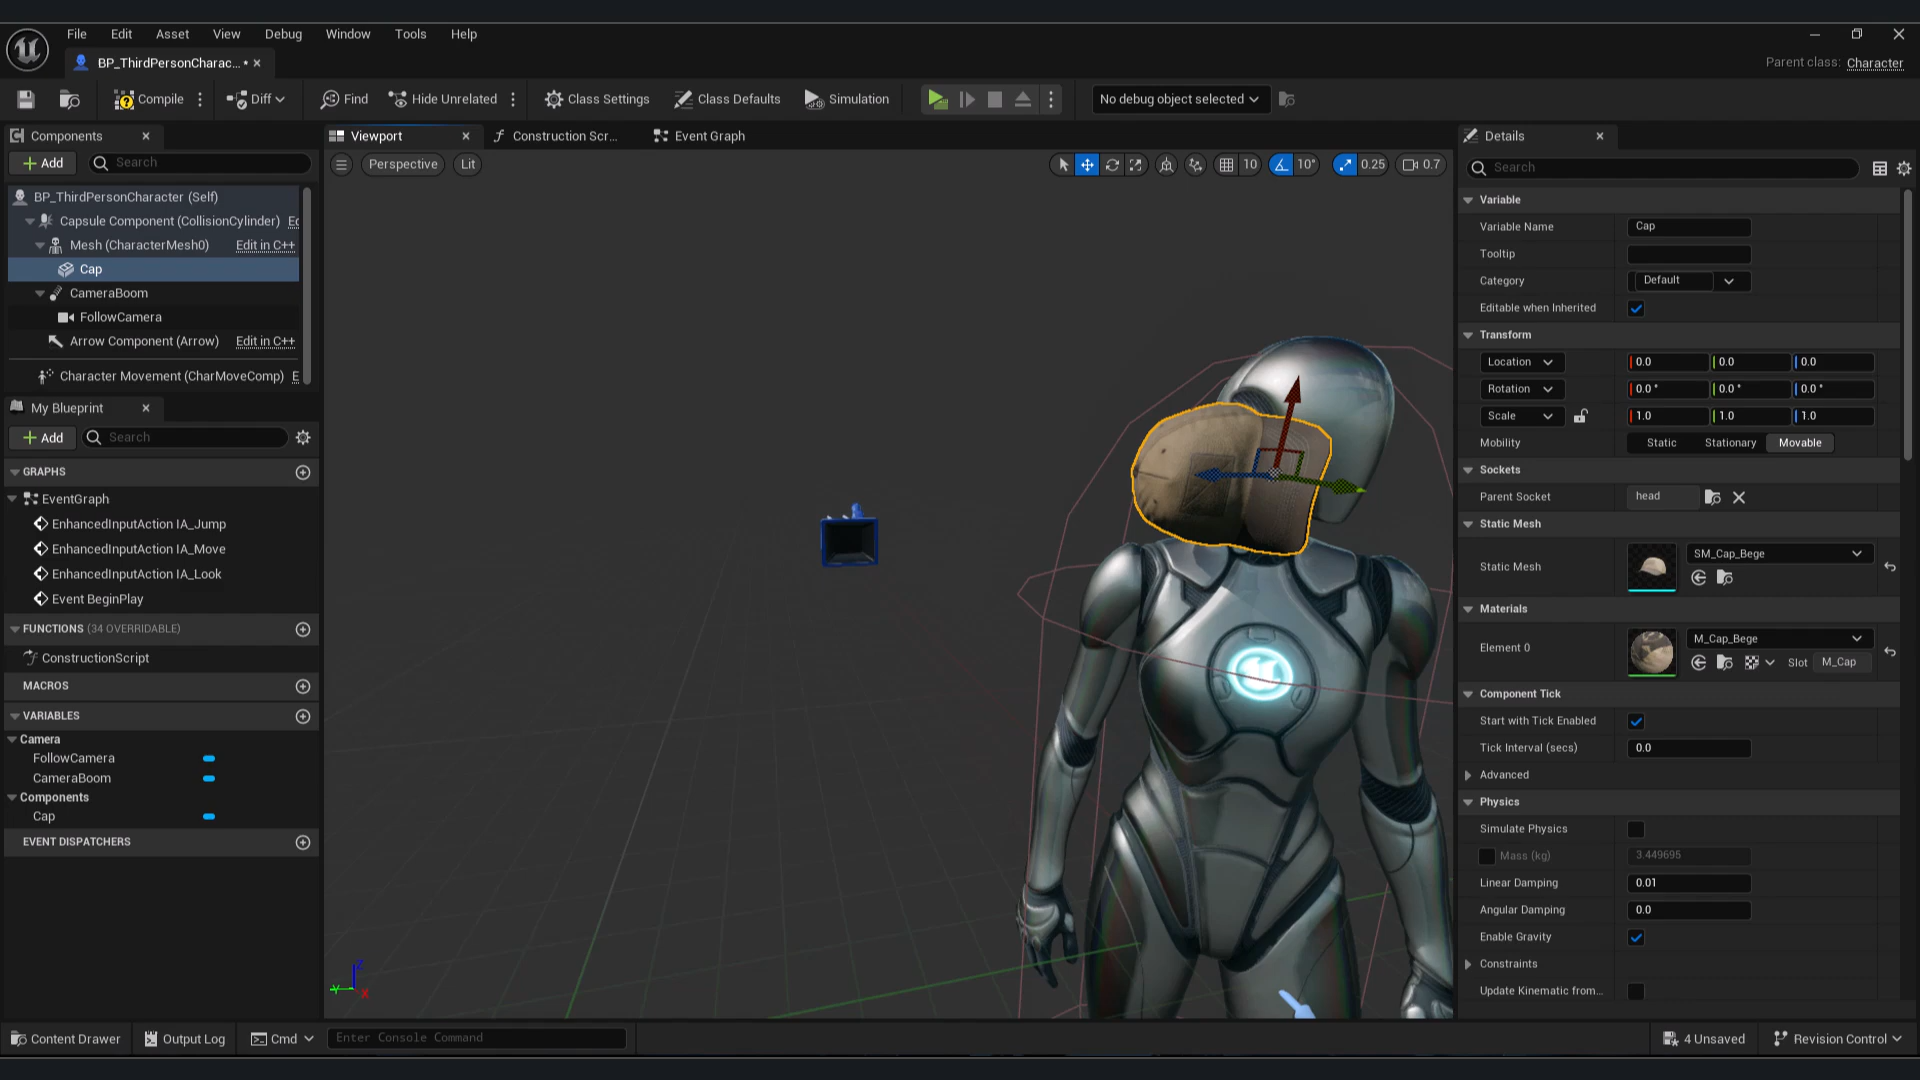 File Edit Asset View Debug Window Tools Help
BP_ThirdPersonCharac... •
Parent class: Character
Compile Diff Find Hide Unrelated Class Settings Class Defaults Simulation No debug object selected
Components
Add Search
BP_ThirdPersonCharacter (Self)
Capsule Component (CollisionCylinder) Ed
Mesh (CharacterMesh0) Edit in C++
Cap
CameraBoom
FollowCamera
Arrow Component (Arrow) Edit in C++
Character Movement (CharMoveComp) E
My Blueprint
Add Search
GRAPHS
EventGraph
EnhancedInputAction IA_Jump
EnhancedInputAction IA_Move
EnhancedInputAction IA_Look
Event BeginPlay
FUNCTIONS (34 OVERRIDABLE)
ConstructionScript
MACROS
VARIABLES
Camera
FollowCamera
CameraBoom
Components
Cap
EVENT DISPATCHERS
Viewport Construction Scr... Event Graph
Perspective Lit 10 10° 0.25 0.7
Z
Y
X
Details
Search
Variable
Variable Name Cap
Tooltip
Category Default
Editable when Inherited
Transform
Location 0.0 0.0 0.0
Rotation 0.0 ° 0.0 ° 0.0 °
Scale 1.0 1.0 1.0
Mobility Static Stationary Movable
Sockets
Parent Socket head
Static Mesh
Static Mesh SM_Cap_Bege
Materials
Element 0 M_Cap_Bege
Slot M_Cap
Component Tick
Start with Tick Enabled
Tick Interval (secs) 0.0
Advanced
Physics
Simulate Physics
Mass (kg) 3.449695
Linear Damping 0.01
Angular Damping 0.0
Enable Gravity
Constraints
Update Kinematic from...
Content Drawer Output Log Cmd Enter Console Command 4 Unsaved Revision Control